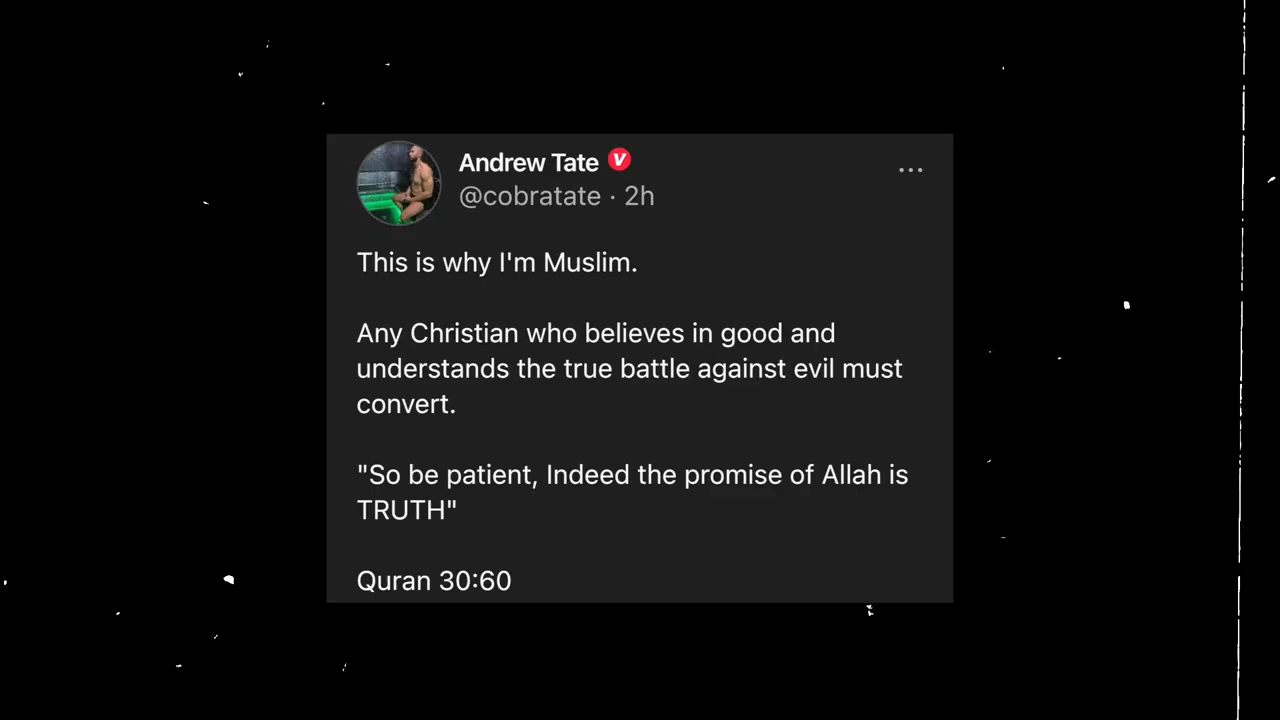 Andrew Tate V
@cobratate · 2h
...
This is why I'm Muslim.
Any Christian who believes in good and
understands the true battle against evil must
convert.
"So be patient, Indeed the promise of Allah is
TRUTH"
Quran 30:60